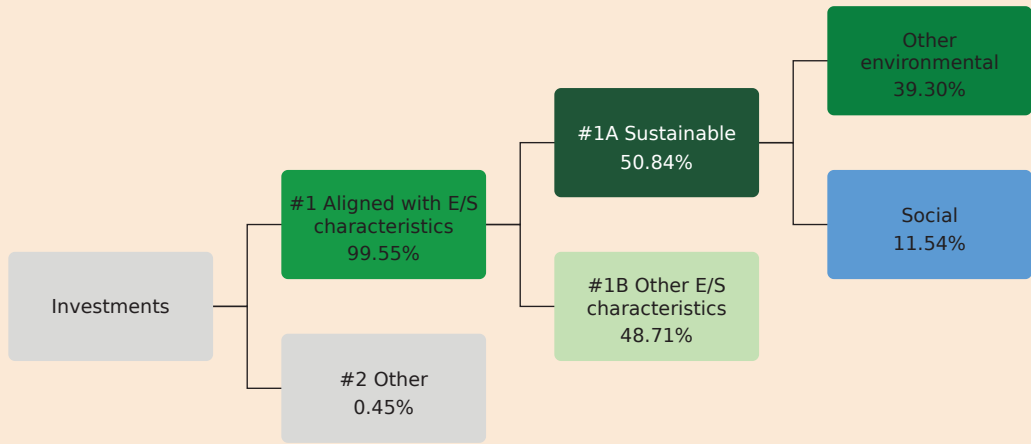 Other
environmental
39.30%
#1A Sustainable
50.84%
#1 Aligned with E/S
characteristics
99.55%
Social
11.54%
Investments
#1B Other E/S
characteristics
48.71%
#2 Other
0.45%